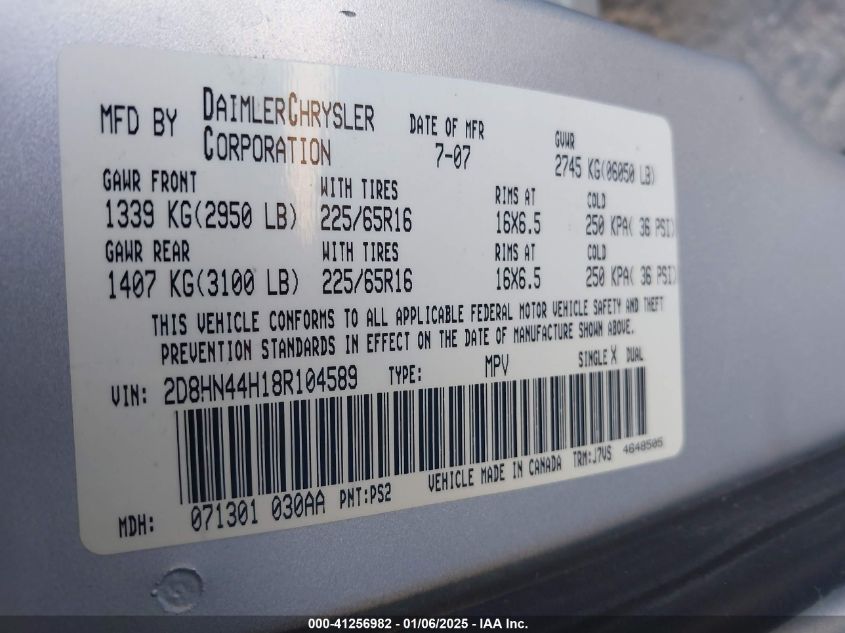 MFD BY DAIMLERCHRYSLER CORPORATION DATE OF MFR 7-07 GVWR 2745 KG(06050 LB)
GAWR FRONT WITH TIRES RIMS AT COLD
1339 KG(2950 LB) 225/65R16 16X6.5 250 KPA( 36 PSI)
GAWR REAR WITH TIRES RIMS AT COLD
1407 KG(3100 LB) 225/65R16 16X6.5 250 KPA( 36 PSI)
THIS VEHICLE CONFORMS TO ALL APPLICABLE FEDERAL MOTOR VEHICLE SAFETY AND THEFT
PREVENTION STANDARDS IN EFFECT ON THE DATE OF MANUFACTURE SHOWN ABOVE.
VIN: 2D8HN44H18R104589 TYPE: MPV SINGLE X DUAL
MDH: 071301 030AA PNT:PS2 VEHICLE MADE IN CANADA TRM:J7VS 4648505
000-41256982 | 01/06/2025 - IAA Inc.